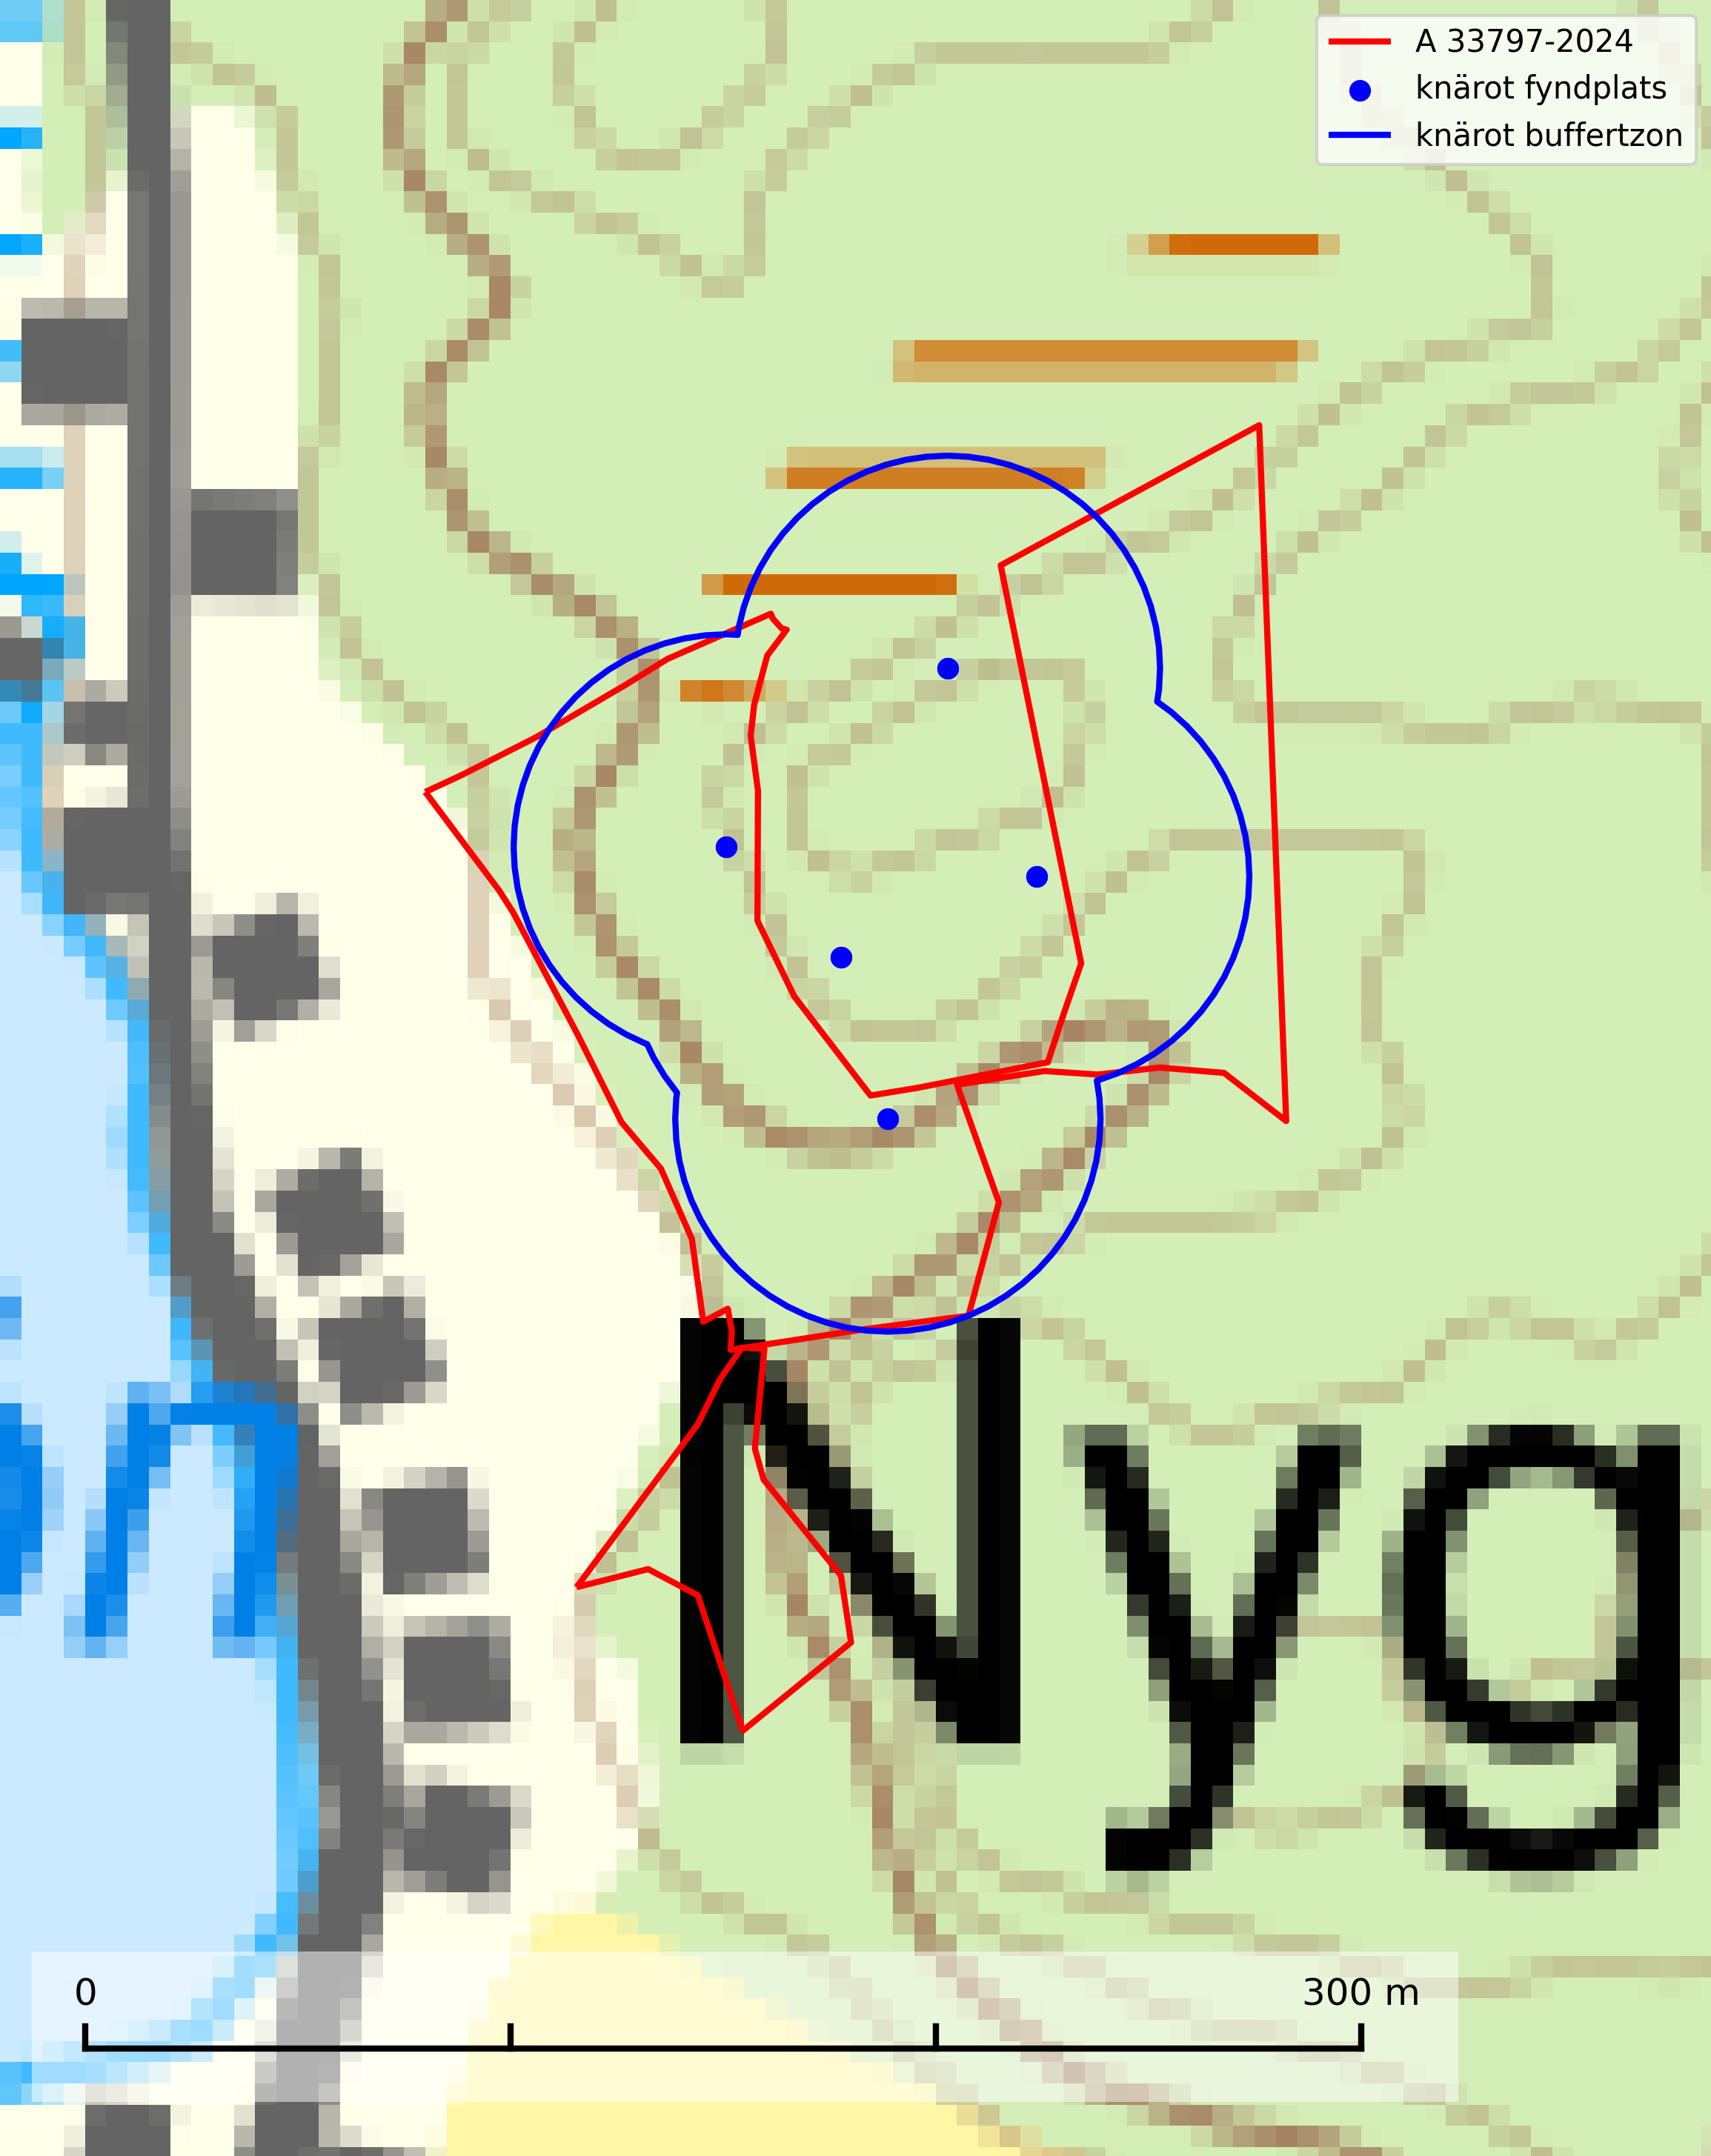 A 33797-2024
knärot fyndplats
knärot buffertzon
Nyg
0 300 m